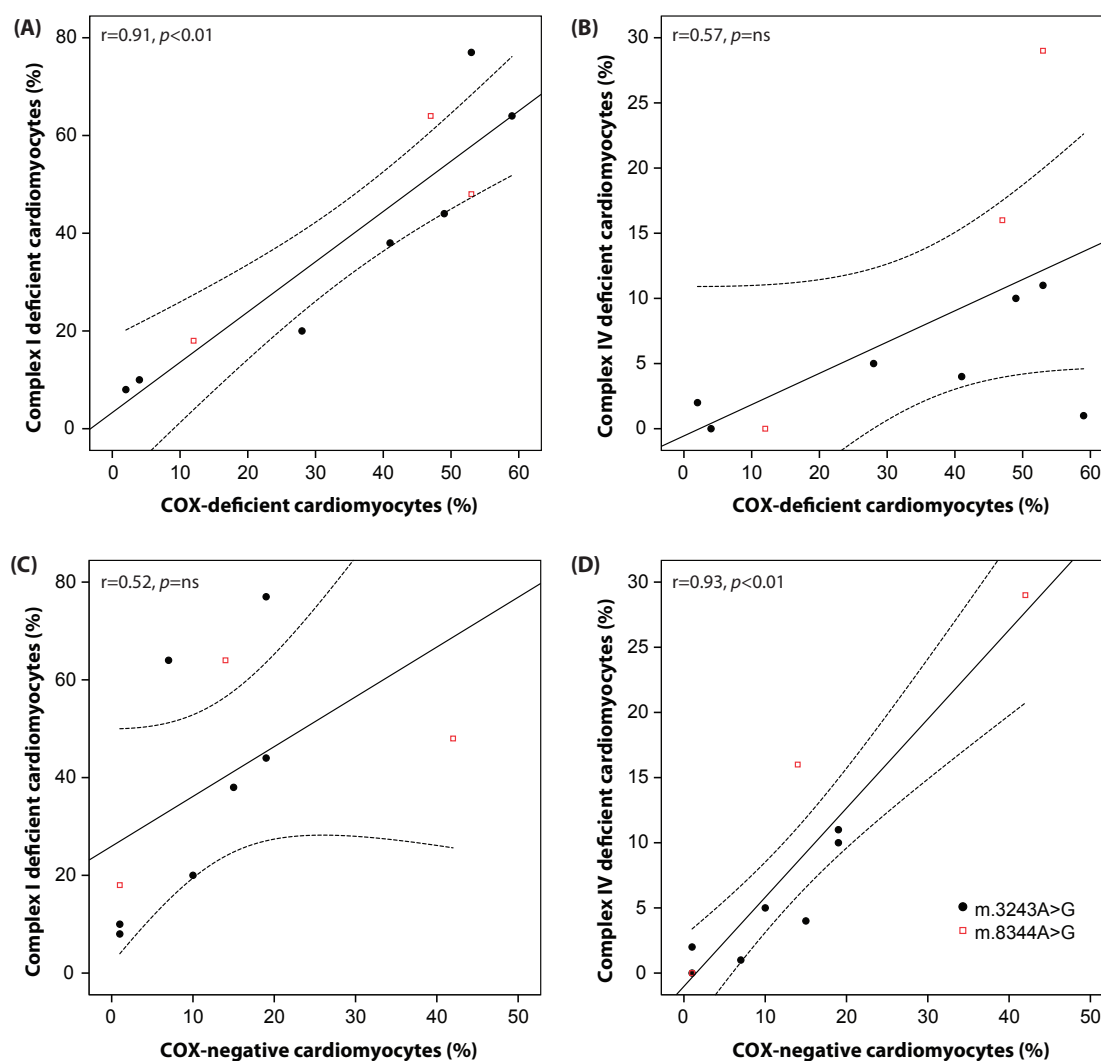 (A)
r=0.91, p<0.01
Complex I deficient cardiomyocytes (%)
80
60
40
20
0
0 10 20 30 40 50 60
COX-deficient cardiomyocytes (%)
(B)
r=0.57, p=ns
Complex IV deficient cardiomyocytes (%)
30
25
20
15
10
5
0
0 10 20 30 40 50 60
COX-deficient cardiomyocytes (%)
(C)
r=0.52, p=ns
Complex I deficient cardiomyocytes (%)
80
60
40
20
0
0 10 20 30 40 50
COX-negative cardiomyocytes (%)
(D)
r=0.93, p<0.01
Complex IV deficient cardiomyocytes (%)
30
25
20
15
10
5
0
m.3243A>G
m.8344A>G
0 10 20 30 40 50
COX-negative cardiomyocytes (%)